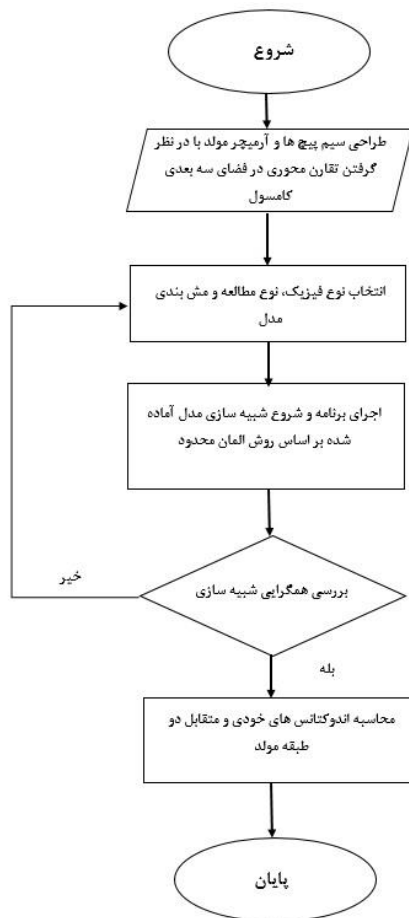 شروع
طراحی سیم پیچ ها و آرمیچر مولد با در نظر
گرفتن تقارن محوری در فضای سه بعدی
کامسول
انتخاب نوع فیزیک، نوع مطالعه و مش بندی
مدل
اجرای برنامه و شروع شبیه سازی مدل آماده
شده بر اساس روش المان محدود
بررسی همگرایی شبیه سازی
خیر
بله
محاسبه اندوکتانس های خودی و متقابل دو
طبقه مولد
پایان